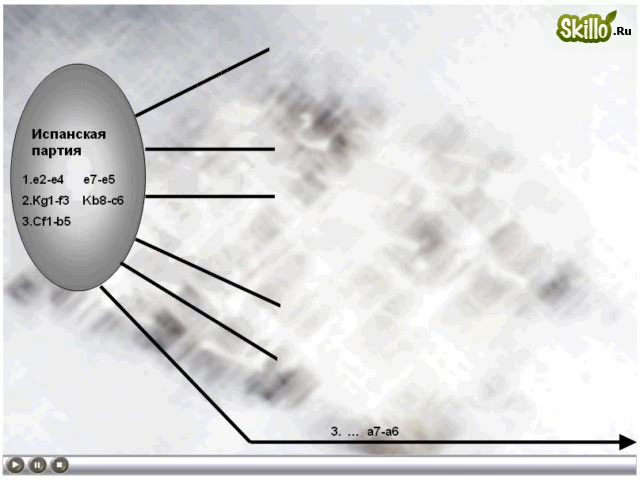 Skillo.Ru
Испанская
партия
1.e2-e4 e7-e5
2.Kg1-f3 Kb8-c6
3.Cf1-b5
3. ... a7-a6